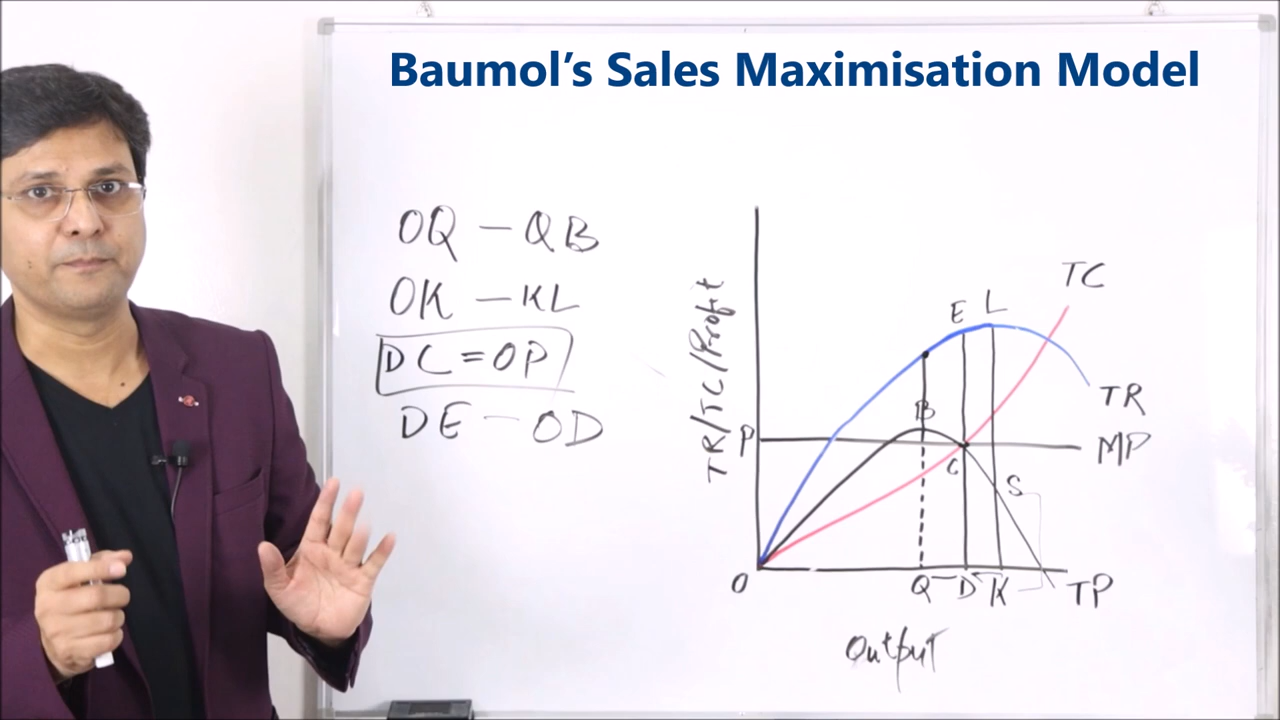 Baumol's Sales Maximisation Model
OQ — QB
OK — KL
DC = OP
DE — OD
TR/TC/Profit
TC
E L
TR
B
P
MP
C
S
O
Q – D – K
TP
Output